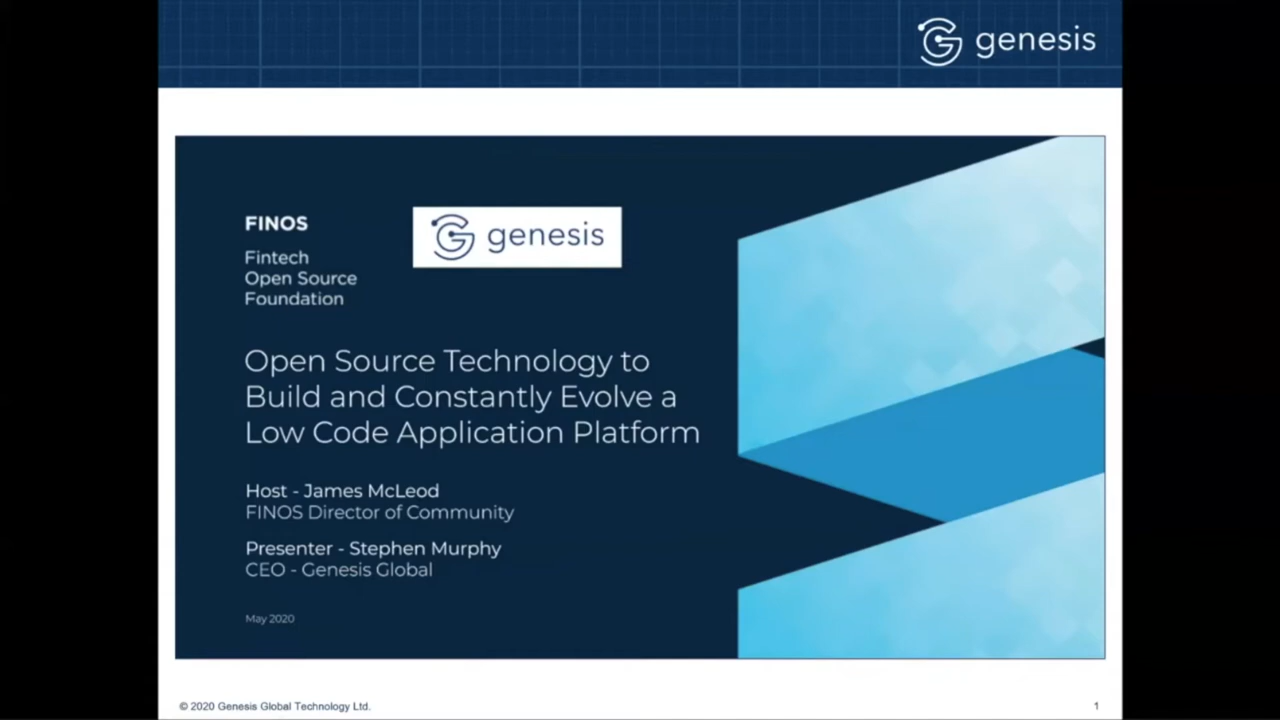 genesis
FINOS
genesis
Fintech
Open Source
Foundation
Open Source Technology to
Build and Constantly Evolve a
Low Code Application Platform
Host - James McLeod
FINOS Director of Community
Presenter - Stephen Murphy
CEO - Genesis Global
May 2020
© 2020 Genesis Global Technology Ltd.
1